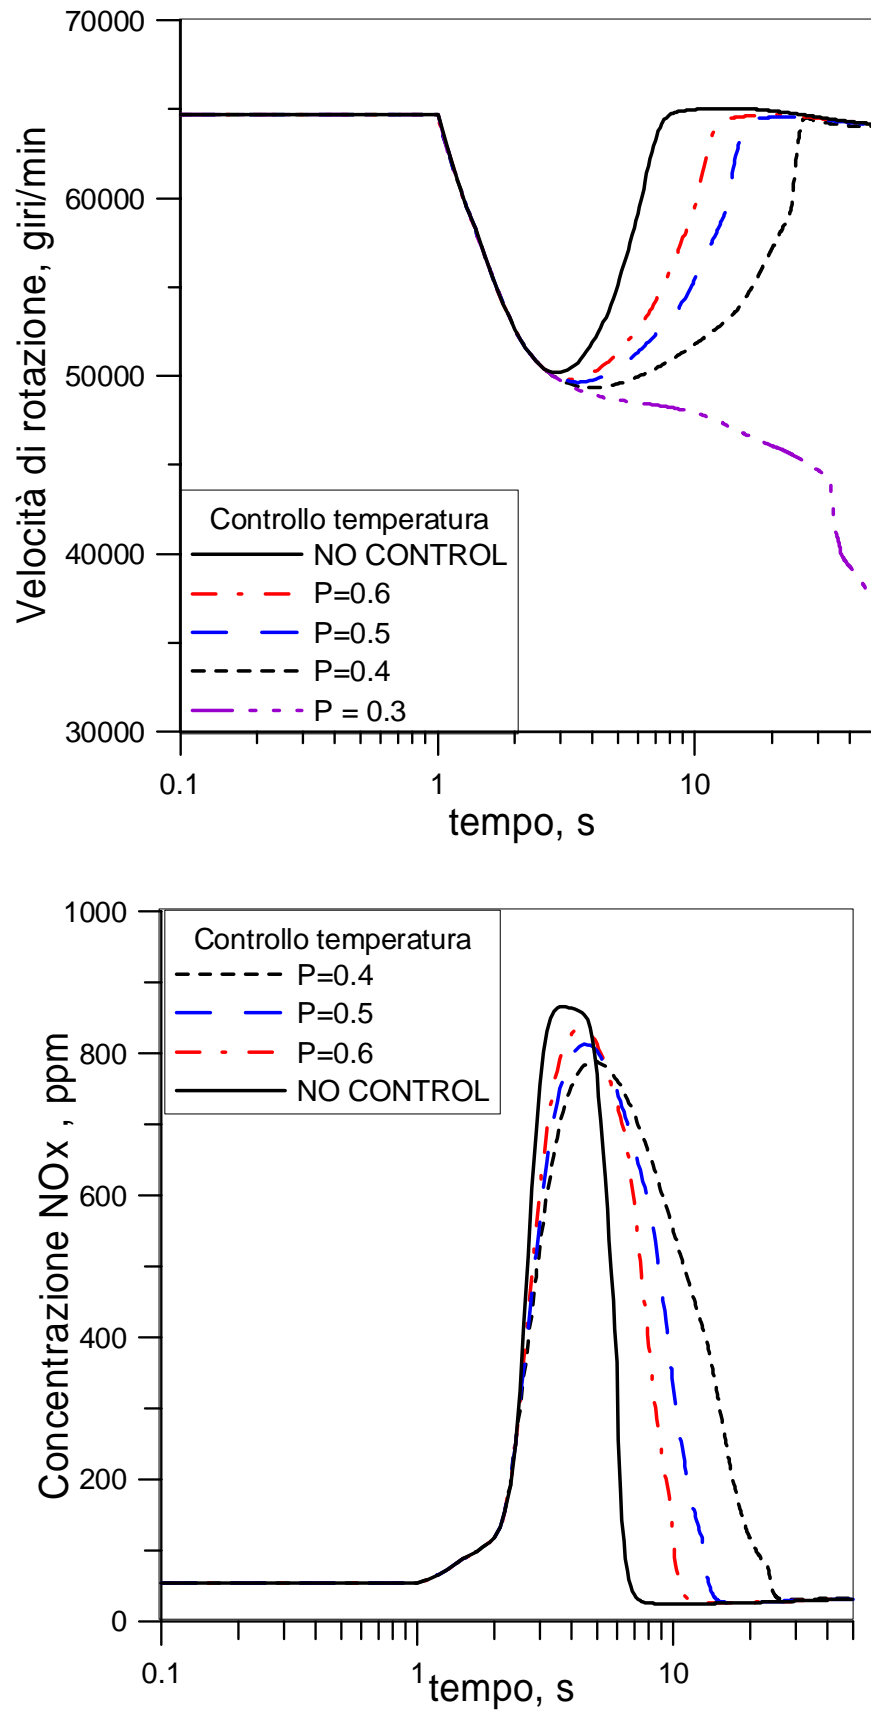 70000
60000
50000
40000
30000
Velocità di rotazione, giri/min
Controllo temperatura
NO CONTROL
P=0.6
P=0.5
P=0.4
P = 0.3
0.1
1
10
tempo, s
1000
800
600
400
200
0
Concentrazione NOx , ppm
Controllo temperatura
P=0.4
P=0.5
P=0.6
NO CONTROL
0.1
1
10
tempo, s